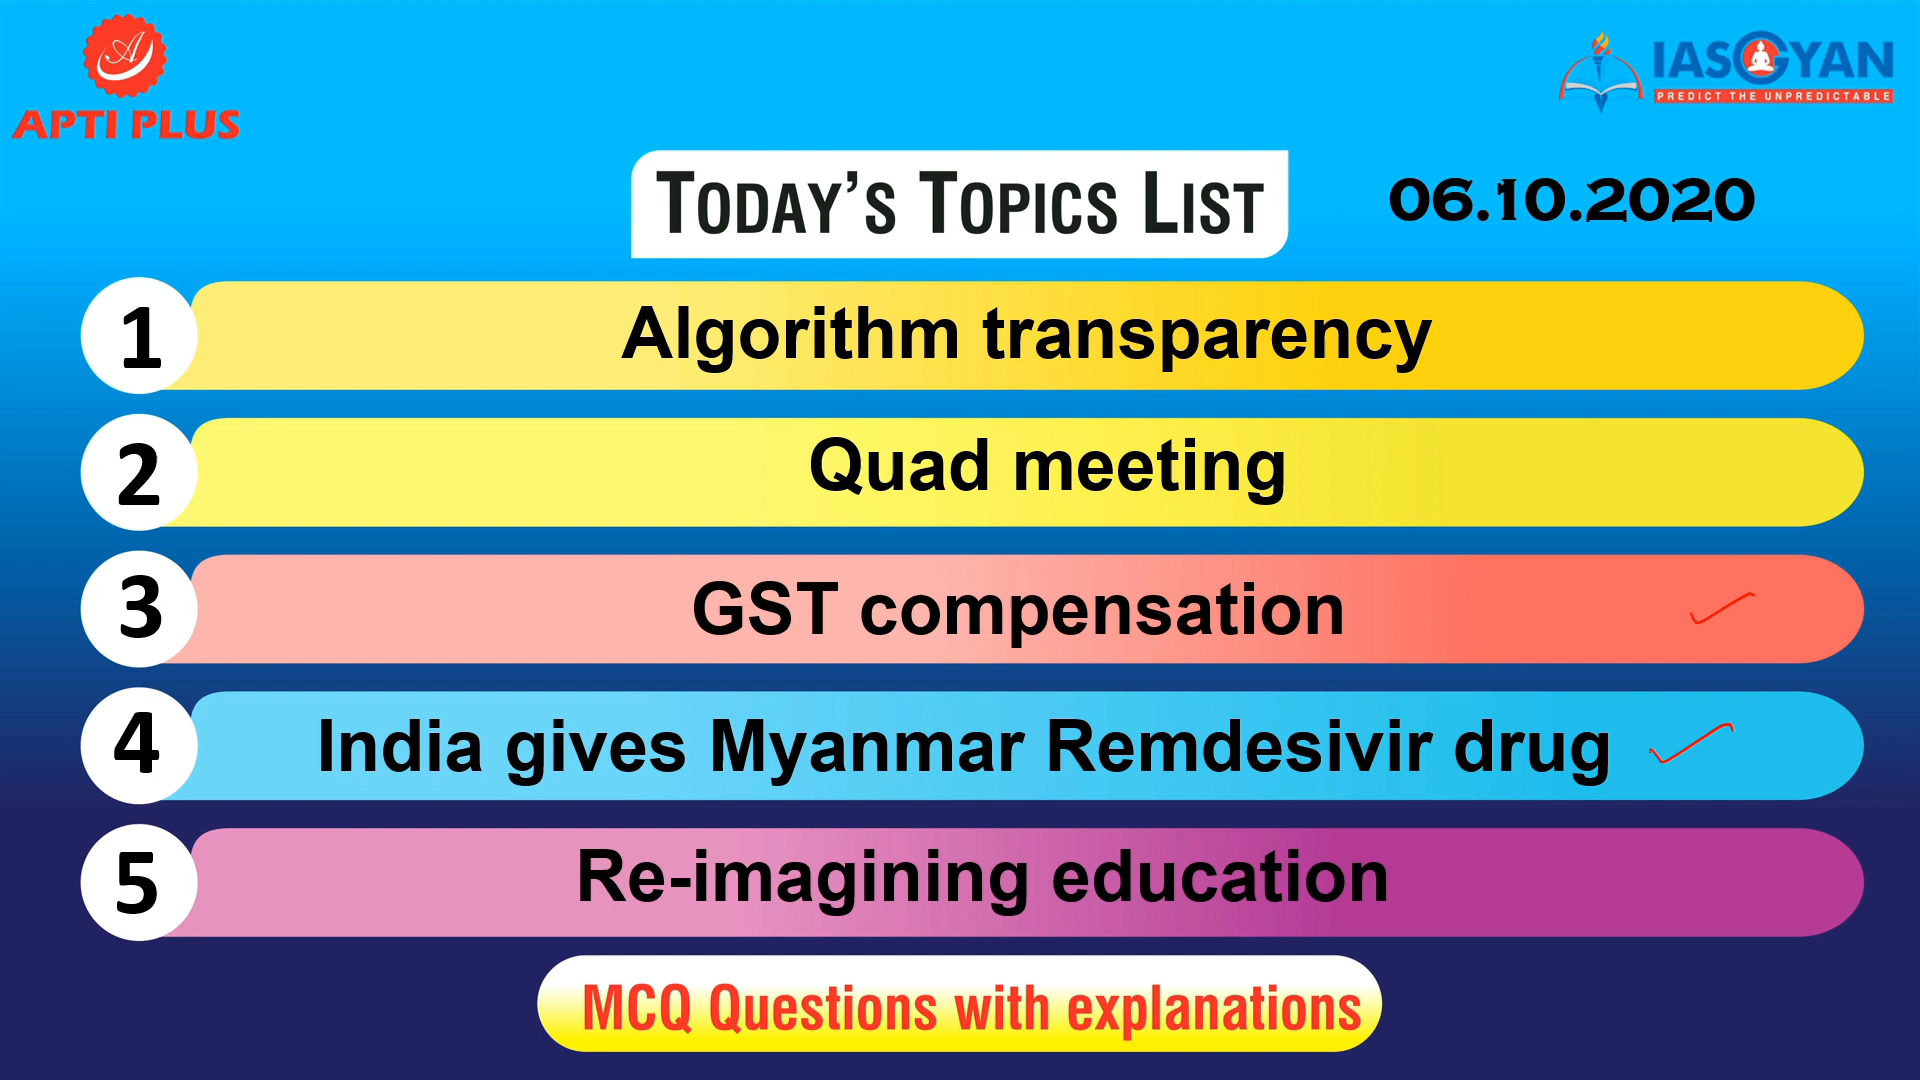 APTI PLUS
IASGYAN
PREDICT THE UNPREDICTABLE
TODAY'S TOPICS LIST
06.10.2020
1 Algorithm transparency
2 Quad meeting
3 GST compensation
4 India gives Myanmar Remdesivir drug
5 Re-imagining education
MCQ Questions with explanations